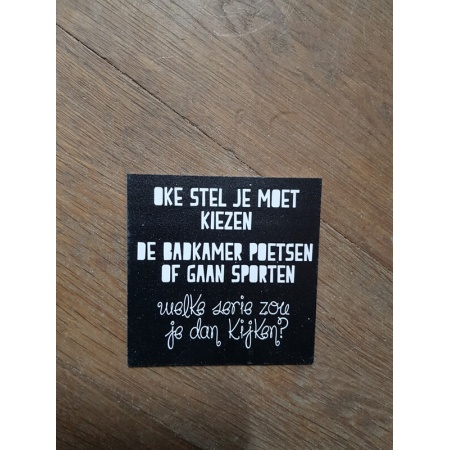 OKE STEL JE MOET
KIEZEN
DE BADKAMER POETSEN
OF GAAN SPORTEN
welke serie zou
je dan kijken?